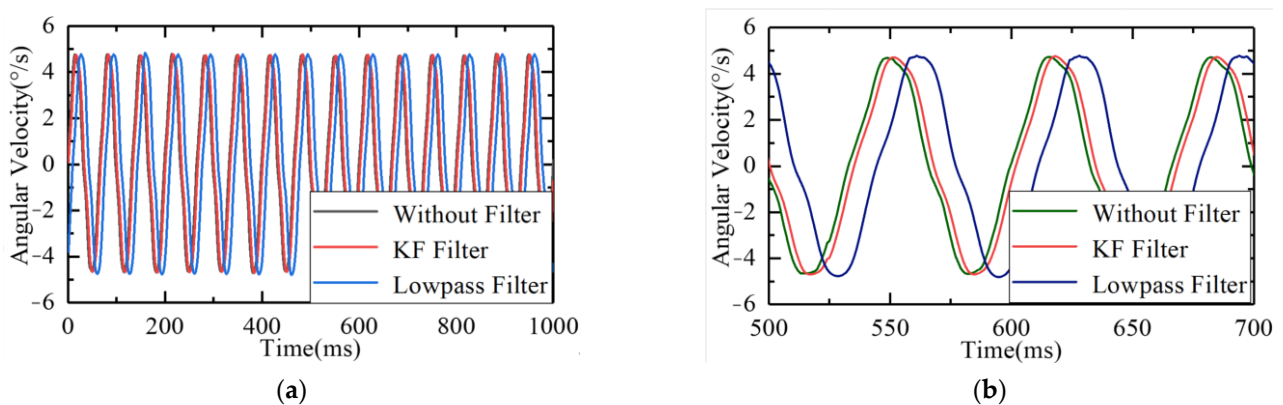 6
4
2
0
−2
−4
−6
Angular Velocity(°/s)
Without Filter
KF Filter
Lowpass Filter
0 200 400 600 800 1000
Time(ms)
(a)
6
4
2
0
−2
−4
−6
Angular Velocity(°/s)
Without Filter
KF Filter
Lowpass Filter
500 550 600 650 700
Time(ms)
(b)